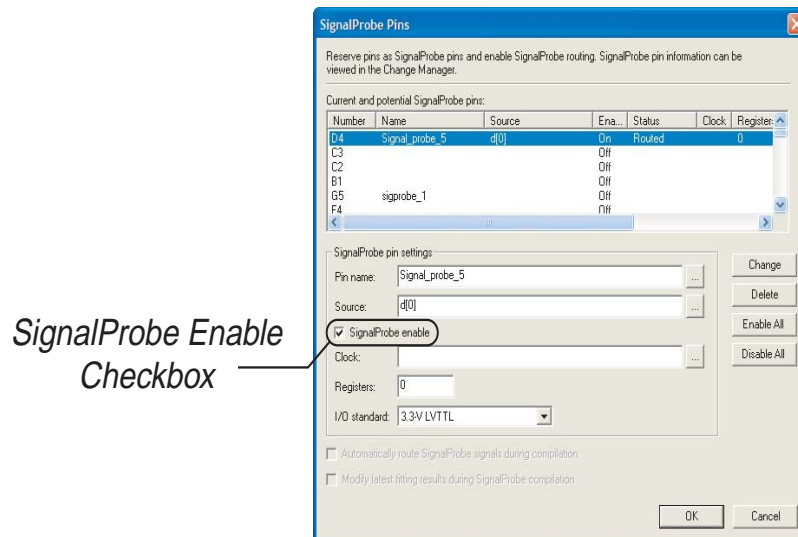 SignalProbe Pins
Reserve pins as SignalProbe pins and enable SignalProbe routing. SignalProbe pin information can be
viewed in the Change Manager.
Current and potential SignalProbe pins:
Number Name Source Ena... Status Clock Register
D4 Signal_probe_5 d[0] On Routed 0
C3 Off
C2 Off
B1 Off
G5 sigprobe_1 Off
F4 Off
SignalProbe pin settings
Pin name: Signal_probe_5 ...
Source: d[0] ...
SignalProbe enable
Clock: ...
Registers: 0
I/O standard: 3.3-V LVTTL
Change
Delete
Enable All
Disable All
SignalProbe Enable
Checkbox
Automatically route SignalProbe signals during compilation
Modify latest fitting results during SignalProbe compilation
OK Cancel